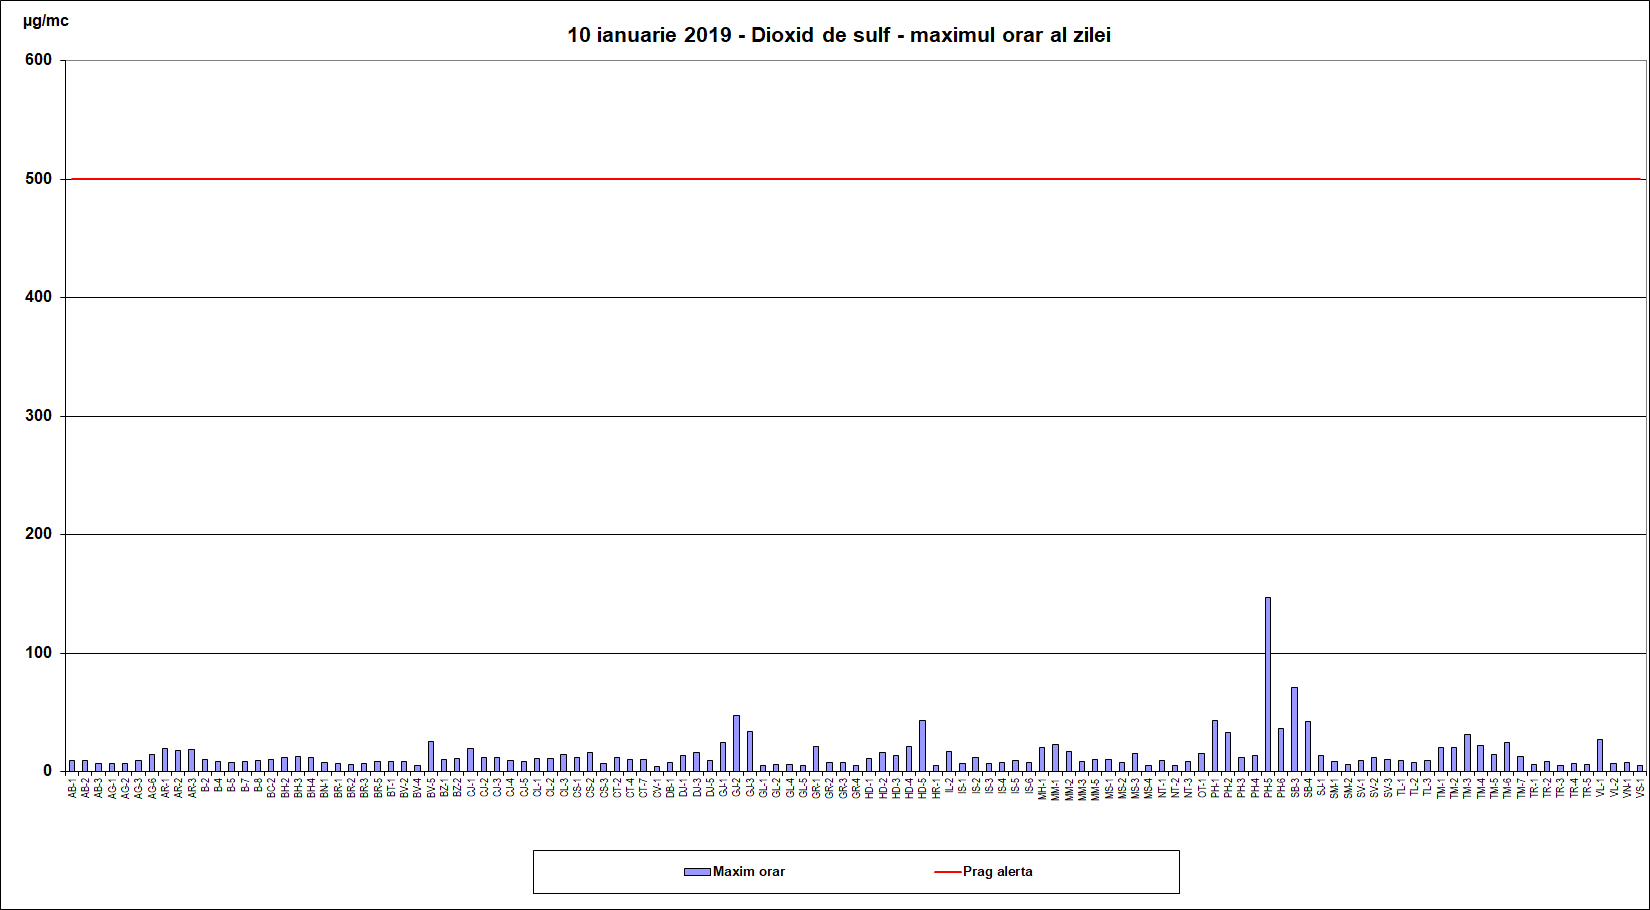 µg/mc
10 ianuarie 2019 - Dioxid de sulf - maximul orar al zilei
600
500
400
300
200
100
0
AB-1 AB-2 AB-3 AG-1 AG-2 AG-3 AG-6 AR-1 AR-2 AR-3 B-2 B-4 B-5 B-7 B-8 BC-2 BH-2 BH-3 BH-4 BN-1 BR-1 BR-2 BR-3 BR-5 BT-1 BV-2 BV-4 BV-5 BZ-1 BZ-2 CJ-1 CJ-2 CJ-3 CJ-4 CJ-5 CL-1 CL-2 CL-3 CS-1 CS-2 CS-3 CT-2 CT-4 CT-7 CV-1 DB-1 DJ-1 DJ-3 DJ-5 GJ-1 GJ-2 GJ-3 GL-1 GL-2 GL-4 GL-5 GR-1 GR-2 GR-3 GR-4 HD-1 HD-2 HD-3 HD-4 HD-5 HR-1 IL-2 IS-1 IS-2 IS-3 IS-4 IS-5 IS-6 MH-1 MM-1 MM-2 MM-3 MM-5 MS-1 MS-2 MS-3 MS-4 NT-1 NT-2 NT-3 OT-1 PH-1 PH-2 PH-3 PH-4 PH-5 PH-6 SB-3 SB-4 SJ-1 SM-1 SM-2 SV-1 SV-2 SV-3 TL-1 TL-2 TL-3 TM-1 TM-2 TM-3 TM-4 TM-5 TM-6 TM-7 TR-1 TR-2 TR-3 TR-4 TR-5 VL-1 VL-2 VN-1 VS-1
Maxim orar Prag alerta